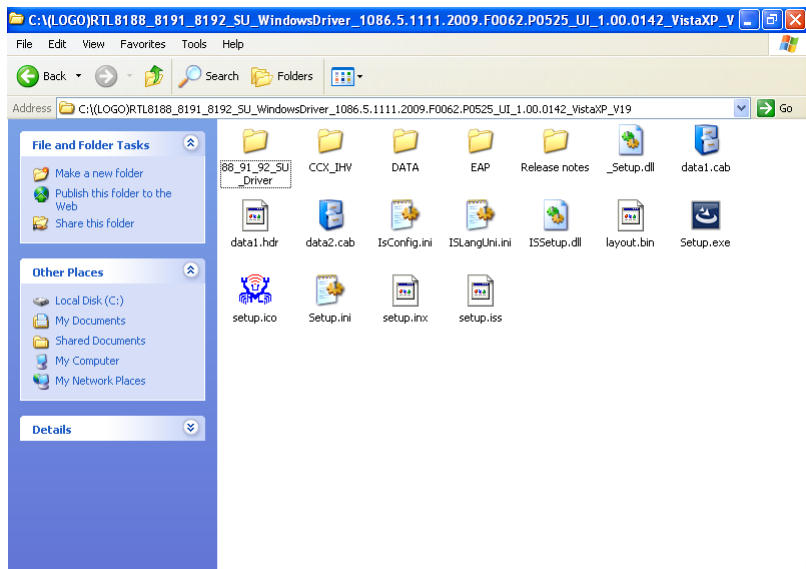 C:\(LOGO)RTL8188_8191_8192_SU_WindowsDriver_1086.5.1111.2009.F0062.P0525_UI_1.00.0142_VistaXP_V
File Edit View Favorites Tools Help
Back Search Folders
Address C:\(LOGO)RTL8188_8191_8192_SU_WindowsDriver_1086.5.1111.2009.F0062.P0525_UI_1.00.0142_VistaXP_V19 Go
File and Folder Tasks
Make a new folder
Publish this folder to the
Web
Share this folder
Other Places
Local Disk (C:)
My Documents
Shared Documents
My Computer
My Network Places
Details
88_91_92_SU
_Driver
CCX_IHV
DATA
EAP
Release notes
_Setup.dll
data1.cab
data1.hdr
data2.cab
IsConfig.ini
ISLangUni.ini
ISSetup.dll
layout.bin
Setup.exe
setup.ico
Setup.ini
setup.inx
setup.iss